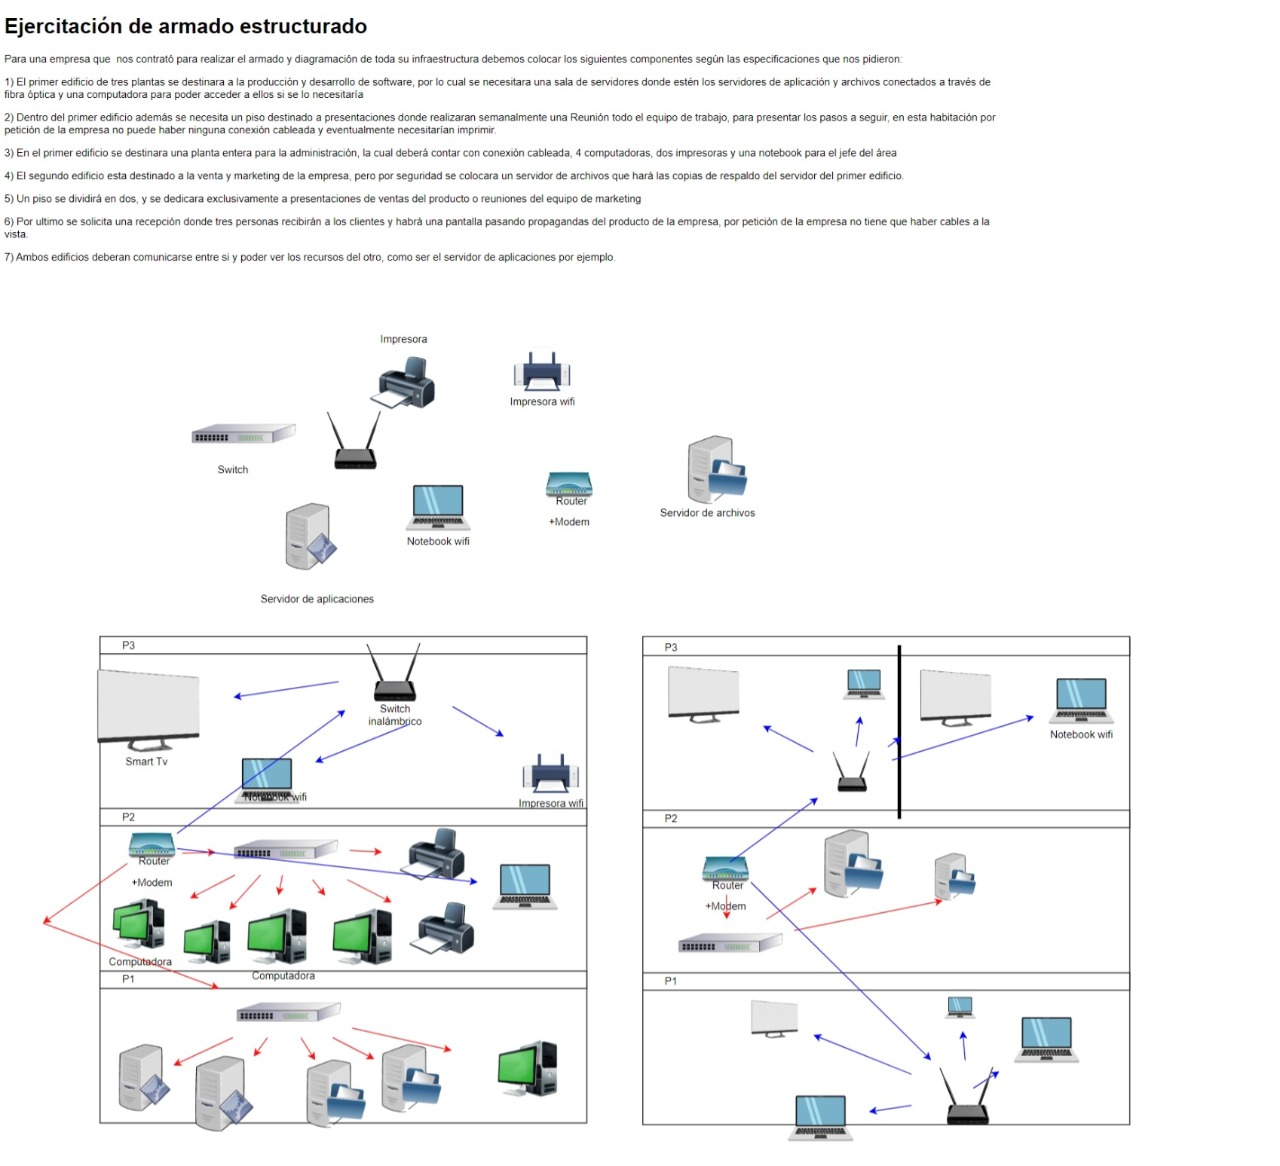 Ejercitación de armado estructurado
Para una empresa que nos contrató para realizar el armado y diagramación de toda su infraestructura debemos colocar los siguientes componentes según las especificaciones que nos pidieron:
1) El primer edificio de tres plantas se destinara a la producción y desarrollo de software, por lo cual se necesitara una sala de servidores donde estén los servidores de aplicación y archivos conectados a través de
fibra óptica y una computadora para poder acceder a ellos si se lo necesitaría
2) Dentro del primer edificio además se necesita un piso destinado a presentaciones donde realizaran semanalmente una Reunión todo el equipo de trabajo, para presentar los pasos a seguir, en esta habitación por
petición de la empresa no puede haber ninguna conexión cableada y eventualmente necesitarían imprimir.
3) En el primer edificio se destinara una planta entera para la administración, la cual deberá contar con conexión cableada, 4 computadoras, dos impresoras y una notebook para el jefe del área
4) El segundo edificio esta destinado a la venta y marketing de la empresa, pero por seguridad se colocara un servidor de archivos que hará las copias de respaldo del servidor del primer edificio.
5) Un piso se dividirá en dos, y se dedicara exclusivamente a presentaciones de ventas del producto o reuniones del equipo de marketing
6) Por ultimo se solicita una recepción donde tres personas recibirán a los clientes y habrá una pantalla pasando propagandas del producto de la empresa, por petición de la empresa no tiene que haber cables a la
vista.
7) Ambos edificios deberan comunicarse entre si y poder ver los recursos del otro, como ser el servidor de aplicaciones por ejemplo.
Impresora
Impresora wifi
Switch
Router
+Modem
Servidor de archivos
Notebook wifi
Servidor de aplicaciones
P3
Switch
inalámbrico
Smart Tv
Notebook wifi
Impresora wifi
P2
Router
+Modem
Computadora
Computadora
P1
P3
Notebook wifi
P2
Router
+Modem
P1